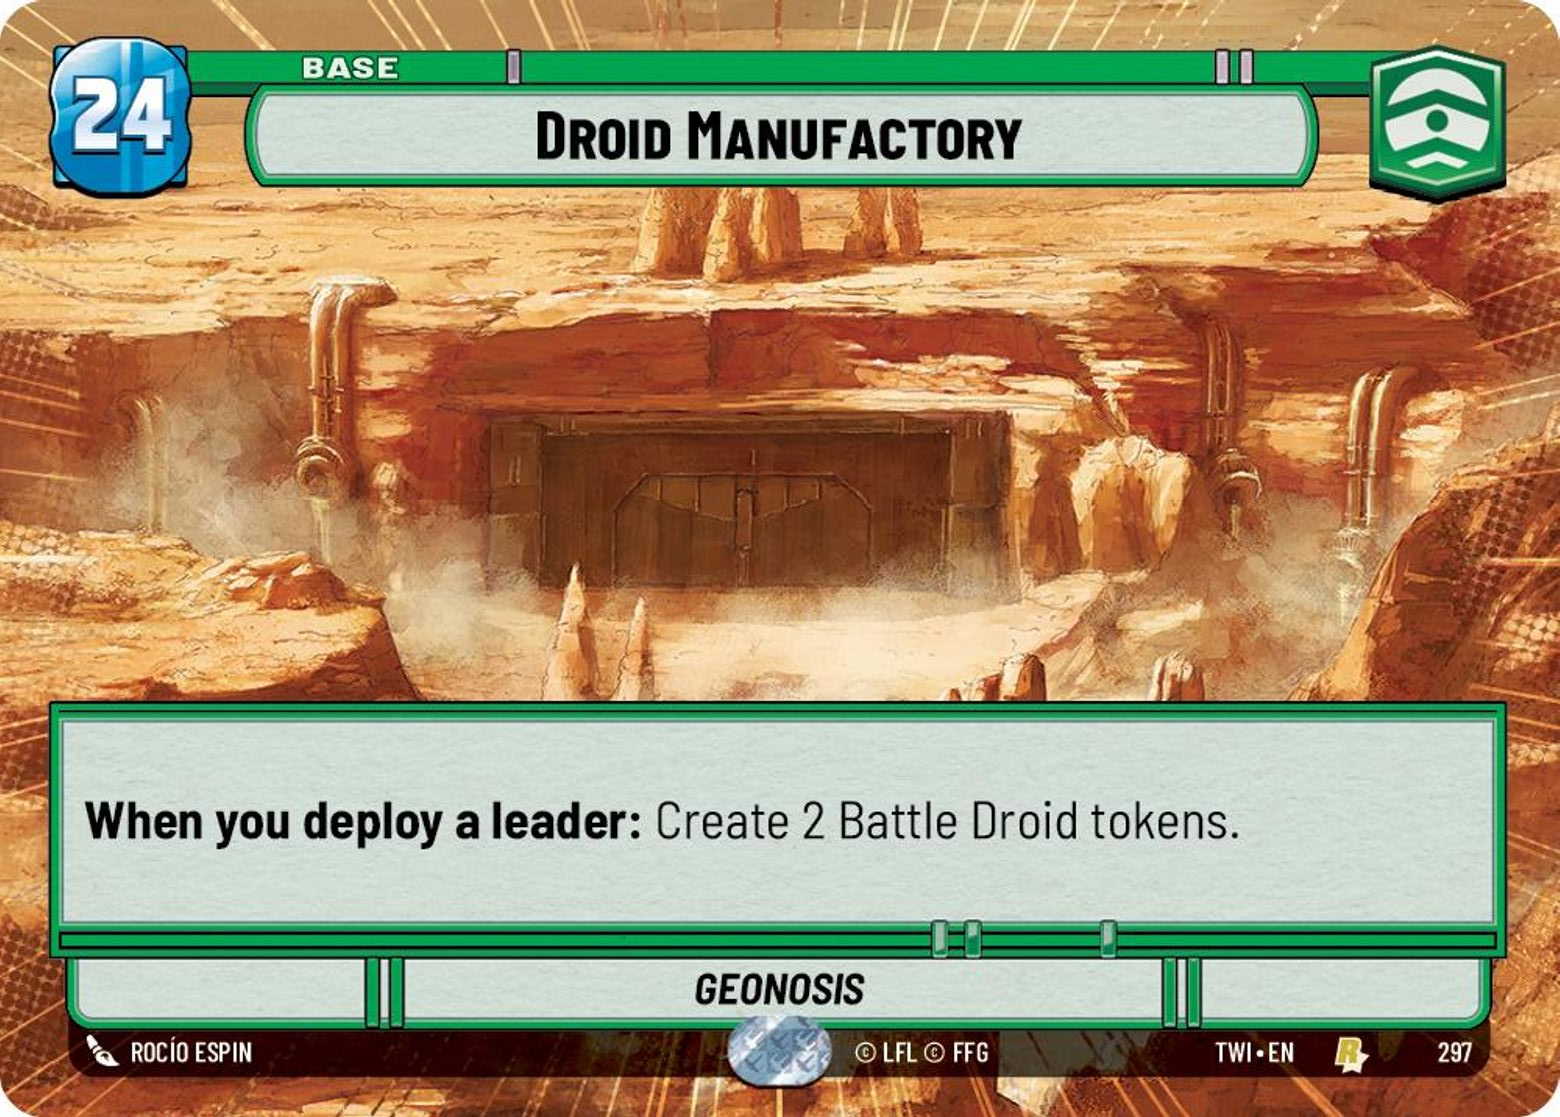 24
BASE
DROID MANUFACTORY
When you deploy a leader: Create 2 Battle Droid tokens.
GEONOSIS
ROCÍO ESPIN
© LFL © FFG
TWI • EN
R
297